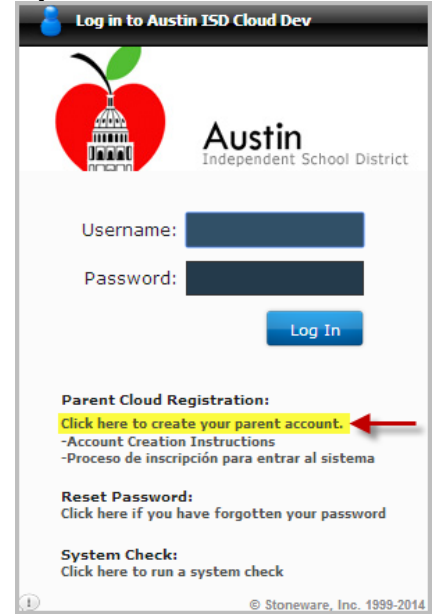 Log in to Austin ISD Cloud Dev
Austin
Independent School District
Username:
Password:
Log In
Parent Cloud Registration:
Click here to create your parent account.
-Account Creation Instructions
-Proceso de inscripción para entrar al sistema
Reset Password:
Click here if you have forgotten your password
System Check:
Click here to run a system check
© Stoneware, Inc. 1999-2014